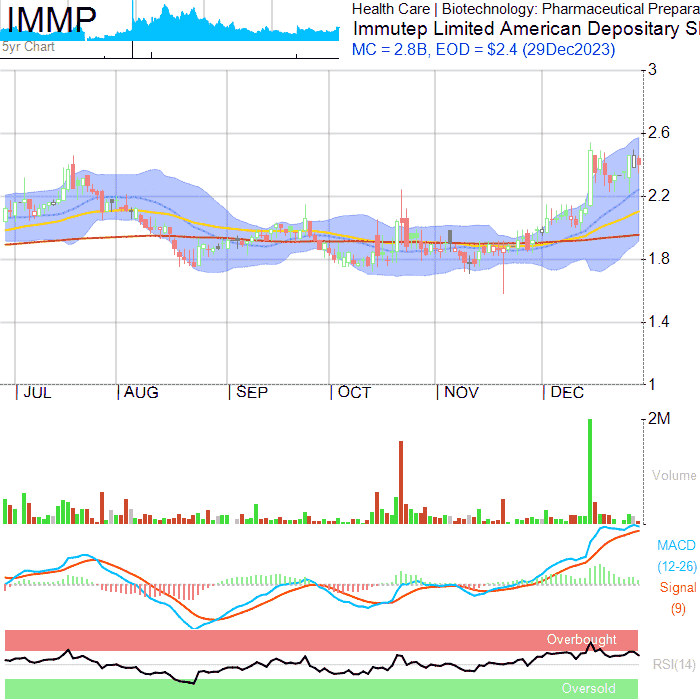 IMMP
Health Care | Biotechnology: Pharmaceutical
Immutep Limited American Depositary
5yr Chart
MC = 2.8B, EOD = $2.4 (29Dec2023)
3
2.6
2.2
1.8
1.4
1
JUL AUG SEP OCT NOV DEC
2M
Volume
MACD
(12-26)
Signal
(9)
Overbought
RSI(14)
Oversold